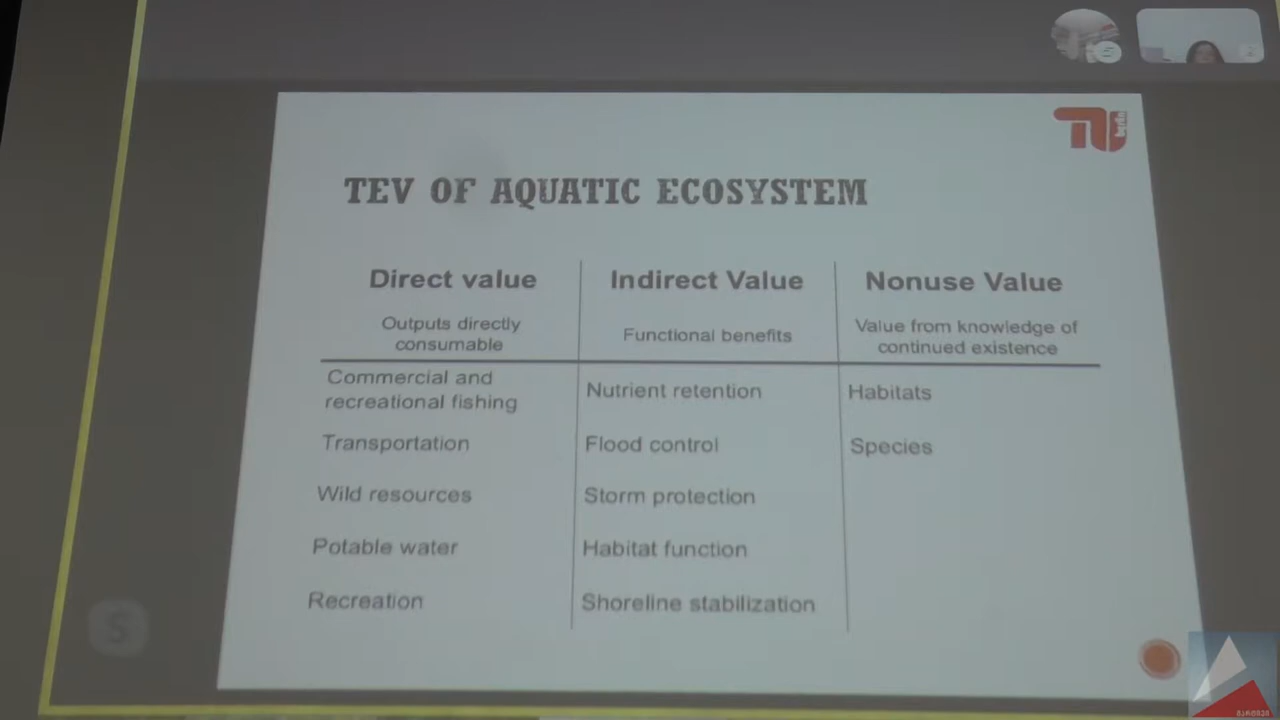 TU
berlin
TEV OF AQUATIC ECOSYSTEM
Direct value
Indirect Value
Nonuse Value
Outputs directly
consumable
Functional benefits
Value from knowledge of
continued existence
Commercial and
recreational fishing
Nutrient retention
Habitats
Transportation
Flood control
Species
Wild resources
Storm protection
Potable water
Habitat function
Recreation
Shoreline stabilization
S